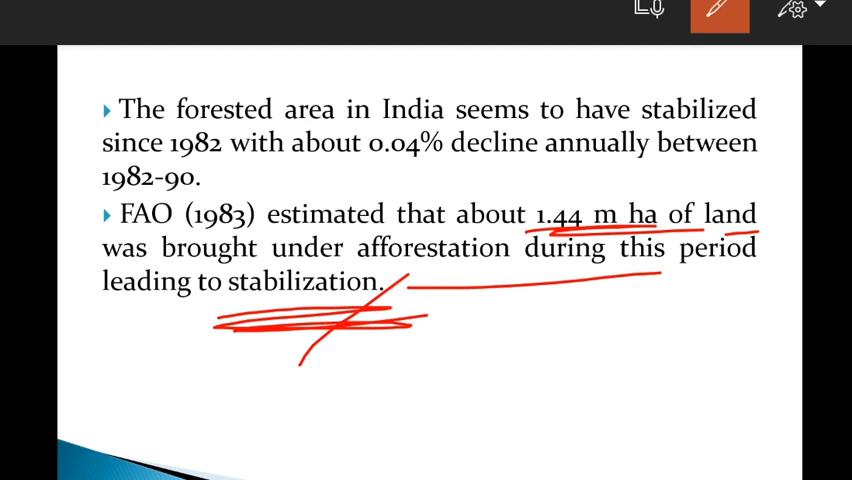 The forested area in India seems to have stabilized
since 1982 with about 0.04% decline annually between
1982-90.
FAO (1983) estimated that about 1.44 m ha of land
was brought under afforestation during this period
leading to stabilization.